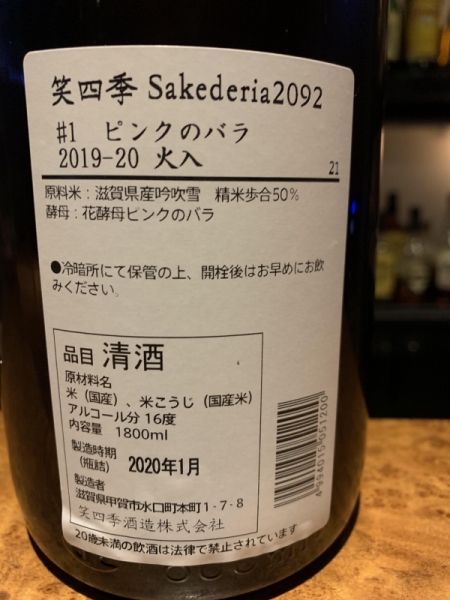 笑四季 Sakederia2092
#1 ピンクのバラ
2019-20 火入
21
原料米：滋賀県産吟吹雪 精米歩合50%
酵母：花酵母ピンクのバラ
●冷暗所にて保管の上、開栓後はお早めにお飲
みください。
品目 清酒
原材料名
米（国産）、米こうじ（国産米）
アルコール分 16度
内容量 1800ml
製造時期
（瓶詰） 2020年1月
製造者
滋賀県甲賀市水口町本町1-7-8
笑四季酒造株式会社
4994015051200
20歳未満の飲酒は法律で禁止されています